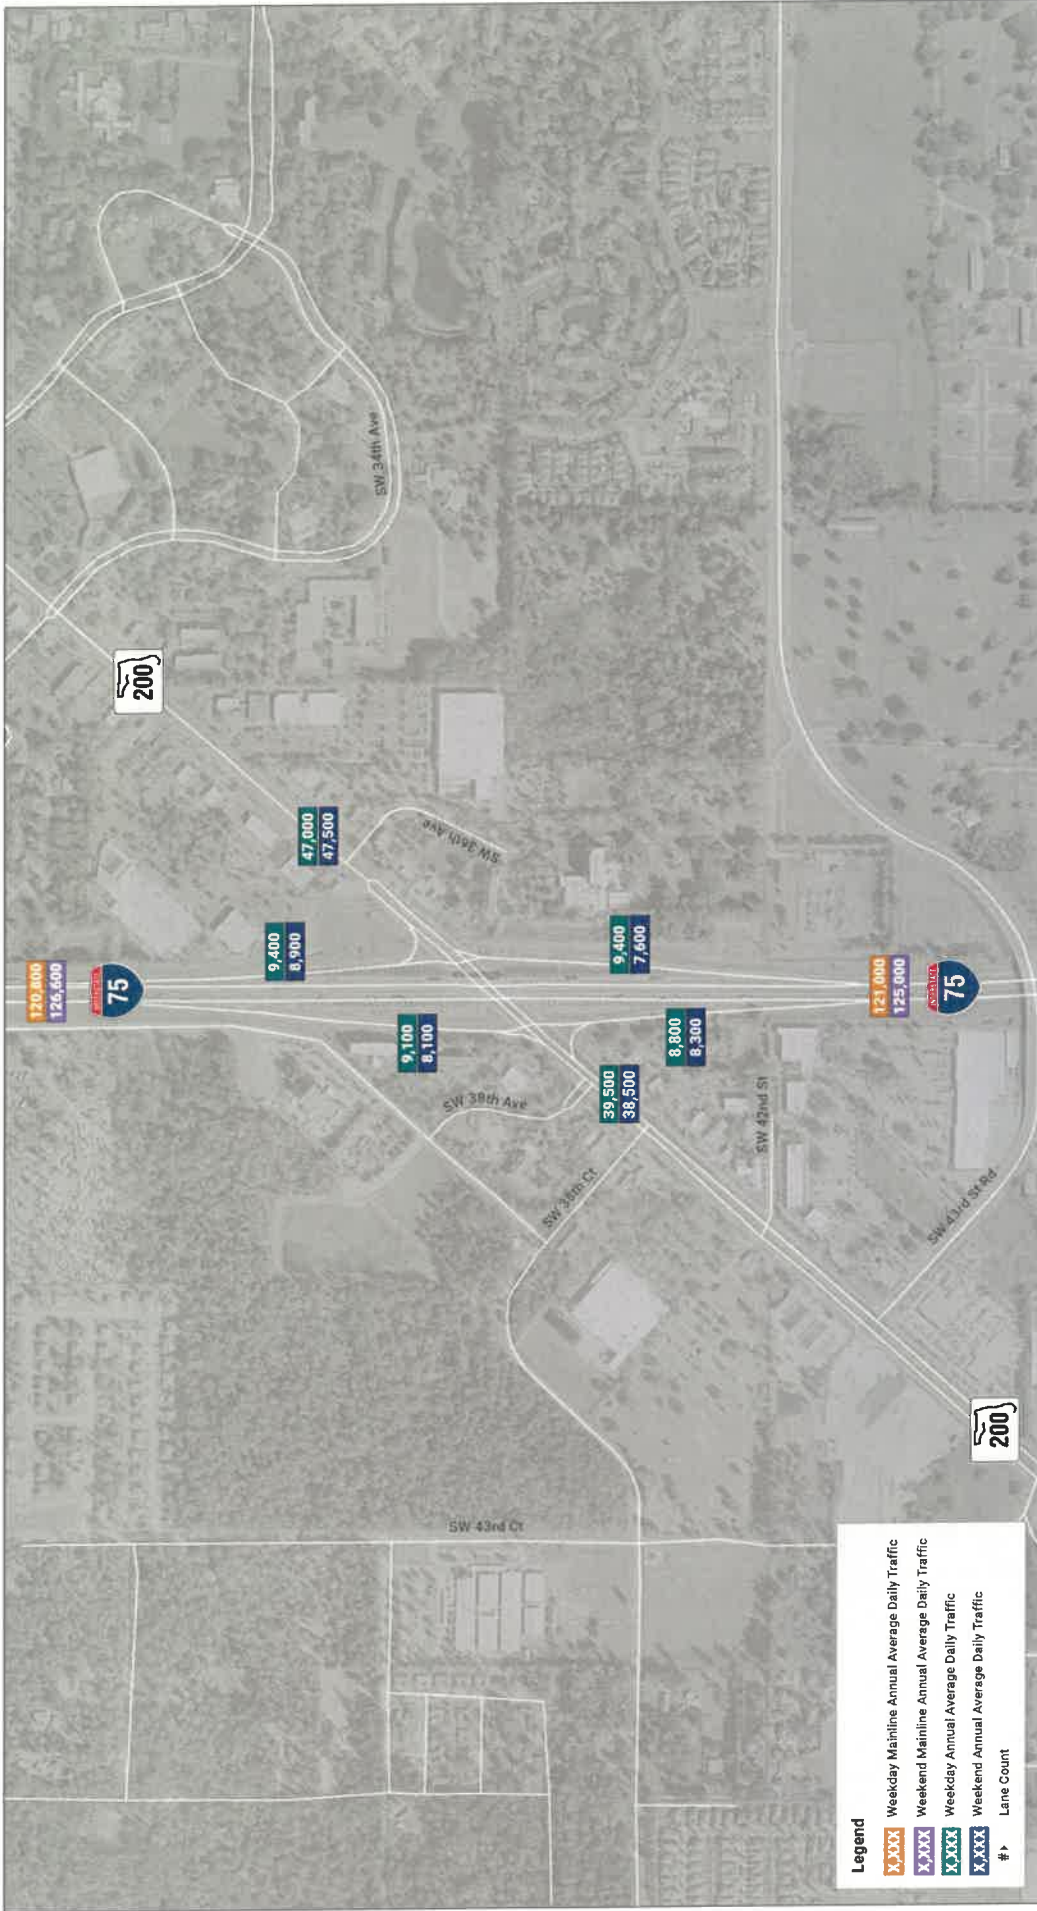 120,800
126,600
INTERSTATE
75
200
SW 34th Ave
47,000
47,500
SW 36th Ave
9,400
8,900
9,100
8,100
9,400
7,600
8,800
8,300
39,500
38,500
SW 38th Ave
SW 38th Ct
SW 42nd St
SW 43rd St Rd
121,000
125,000
INTERSTATE
75
200
SW 43rd Ct
Legend
X,XXX Weekday Mainline Annual Average Daily Traffic
X,XXX Weekend Mainline Annual Average Daily Traffic
X,XXX Weekday Annual Average Daily Traffic
X,XXX Weekend Annual Average Daily Traffic
# Lane Count